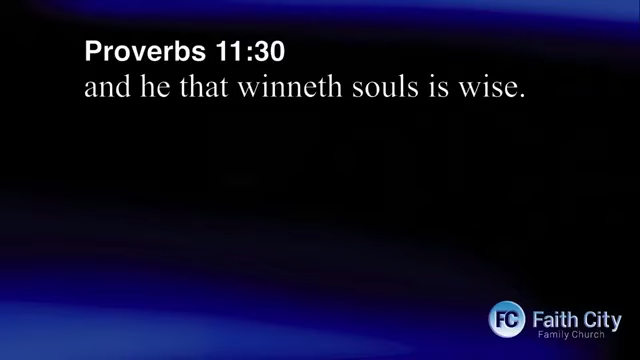 Proverbs 11:30
and he that winneth souls is wise.
FC Faith City
Family Church